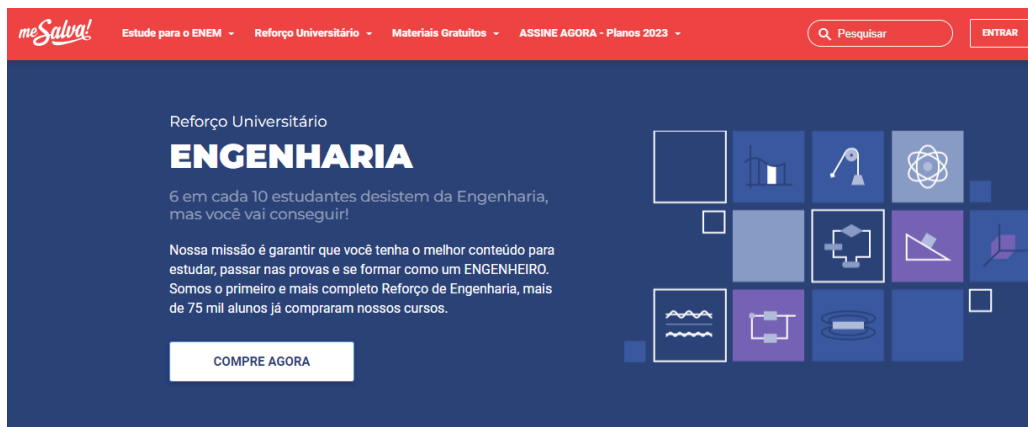 meSalva!
Estude para o ENEM
Reforço Universitário
Materiais Gratuitos
ASSINE AGORA - Planos 2023
Pesquisar
ENTRAR
Reforço Universitário
ENGENHARIA
6 em cada 10 estudantes desistem da Engenharia,
mas você vai conseguir!
Nossa missão é garantir que você tenha o melhor conteúdo para
estudar, passar nas provas e se formar como um ENGENHEIRO.
Somos o primeiro e mais completo Reforço de Engenharia, mais
de 75 mil alunos já compraram nossos cursos.
COMPRE AGORA